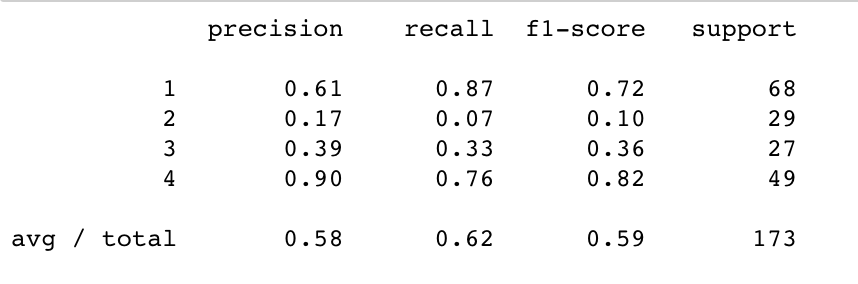 precision recall f1-score support
1 0.61 0.87 0.72 68
2 0.17 0.07 0.10 29
3 0.39 0.33 0.36 27
4 0.90 0.76 0.82 49
avg / total 0.58 0.62 0.59 173